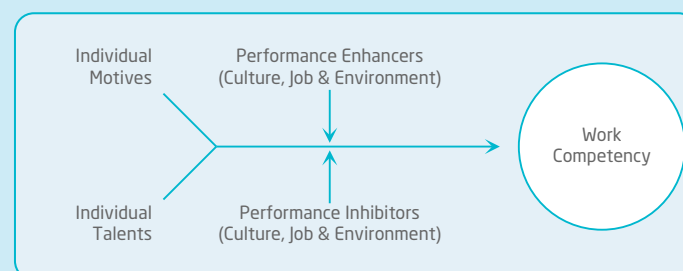 Individual
Motives
Performance Enhancers
(Culture, Job & Environment)
Work
Competency
Individual
Talents
Performance Inhibitors
(Culture, Job & Environment)